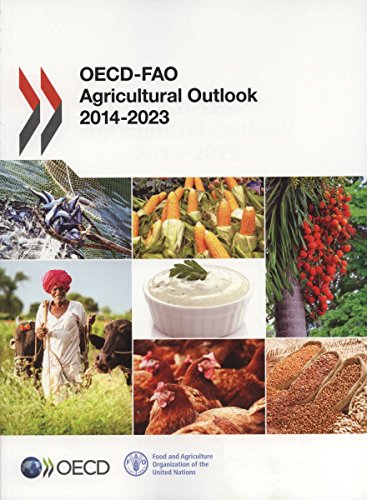 OECD-FAO
Agricultural Outlook
2014-2023
OECD
Food and Agriculture
Organization of the
United Nations